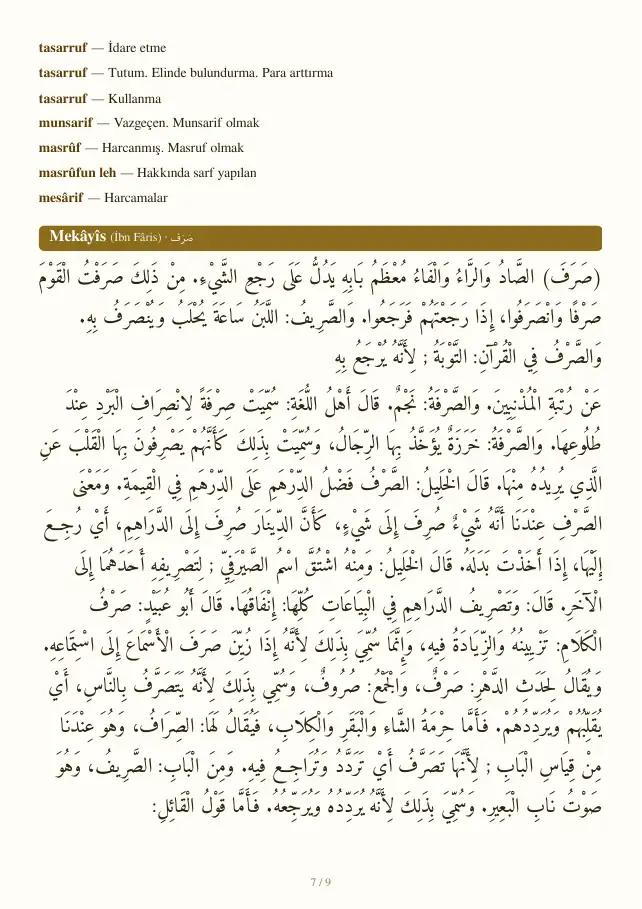 tasarruf — İdare etme
tasarruf — Tutum. Elinde bulundurma. Para arttırma
tasarruf — Kullanma
munsarif — Vazgeçen. Munsarif olmak
masrûf — Harcanmış. Masruf olmak
masrûfun leh — Hakkında sarf yapılan
mesârif — Harcamalar
Mekâyîs (İbn Fâris) · صَرَفَ
(صَرَفَ) الصَّادُ وَالرَّاءُ وَالْفَاءُ مُعْظَمُ بَابِهِ يَدُلُّ عَلَى رَجْعِ الشَّيْءِ. مِنْ ذَلِكَ صَرَفْتُ الْقَوْمَ
صَرْفًا وَانْصَرَفُوا، إِذَا رَجَعْتَهُمْ فَرَجَعُوا. وَالصَّرِيفُ: اللَّبَنُ سَاعَةَ يُحْلَبُ وَيُنْصَرَفُ بِهِ.
وَالصَّرْفُ فِي الْقُرْآنِ: التَّوْبَةُ ; لِأَنَّهُ يُرْجَعُ بِهِ
عَنْ رُتْبَةِ الْمُذْنِبِينَ. وَالصَّرْفَةُ: نَجْمٌ. قَالَ أَهْلُ اللُّغَةِ: سُمِّيَتْ صِرْفَةً لِانْصِرَافِ الْبَرْدِ عِنْدَ
طُلُوعِهَا. وَالصَّرْفَةُ: خَرَزَةٌ يُؤَخَّذُ بِهَا الرِّجَالُ، وَسُمِّيَتْ بِذَلِكَ كَأَنَّهُمْ يَصْرِفُونَ بِهَا الْقَلْبَ عَنِ
الَّذِي يُرِيدُهُ مِنْهَا. قَالَ الْخَلِيلُ: الصَّرْفُ فَضْلُ الدِّرْهَمِ عَلَى الدِّرْهَمِ فِي الْقِيمَةِ. وَمَعْنَى
الصَّرْفِ عِنْدَنَا أَنَّهُ شَيْءٌ صُرِفَ إِلَى شَيْءٍ، كَأَنَّ الدِّينَارَ صُرِفَ إِلَى الدَّرَاهِمِ، أَيْ رُجِعَ
إِلَيْهَا، إِذَا أَخَذْتَ بَدَلَهُ. قَالَ الْخَلِيلُ: وَمِنْهُ اشْتُقَّ اسْمُ الصَّيْرَفِيِّ ; لِتَصْرِيفِهِ أَحَدَهُمَا إِلَى
الْآخَرِ. قَالَ: وَتَصْرِيفُ الدَّرَاهِمِ فِي الْبِيَاعَاتِ كُلِّهَا: إِنْفَاقُهَا. قَالَ أَبُو عُبَيْدٍ: صَرْفُ
الْكَلَامِ: تَزْيِينُهُ وَالزِّيَادَةُ فِيهِ، وَإِنَّمَا سُمِّيَ بِذَلِكَ لِأَنَّهُ إِذَا زُيِّنَ صَرَفَ الْأَسْمَاعَ إِلَى اسْتِمَاعِهِ.
وَيُقَالُ لِحَدَثِ الدَّهْرِ: صَرْفٌ، وَالْجَمْعُ: صُرُوفٌ، وَسُمِّيَ بِذَلِكَ لِأَنَّهُ يَتَصَرَّفُ بِالنَّاسِ، أَيْ
يُقَلِّبُهُمْ وَيُرَدِّدُهُمْ. فَأَمَّا حِرْمَةُ الشَّاءِ وَالْبَقَرِ وَالْكِلَابِ، فَيُقَالُ لَهَا: الصِّرَافُ، وَهُوَ عِنْدَنَا
مِنْ قِيَاسِ الْبَابِ ; لِأَنَّهَا تَصَرَّفُ أَيْ تَرَدَّدُ وَتُرَاجِعُ فِيهِ. وَمِنَ الْبَابِ: الصَّرِيفُ، وَهُوَ
صَوْتُ نَابِ الْبَعِيرِ. وَسُمِّيَ بِذَلِكَ لِأَنَّهُ يُرَدِّدُهُ وَيُرَجِّعُهُ. فَأَمَّا قَوْلُ الْقَائِلِ:
7 / 9